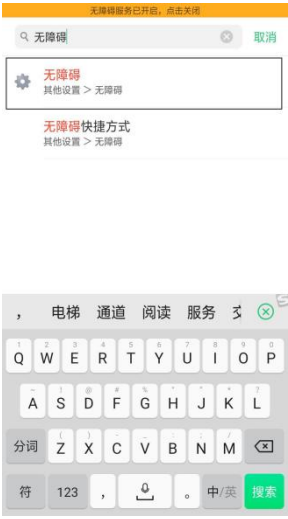 无障碍服务已开启，点击关闭
无障碍 取消
无障碍
其他设置 > 无障碍
无障碍快捷方式
其他设置 > 无障碍
， 电梯 通道 阅读 服务
Q W E R T Y U I O P
A S D F G H J K L
分词 Z X C V B N M
符 123 ， 。 中/英 搜索